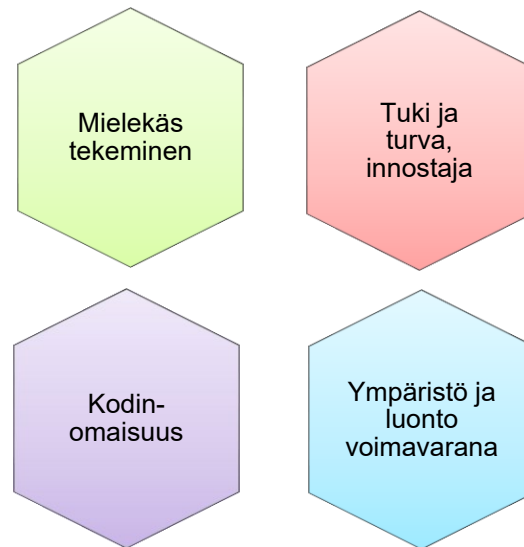 Mielekäs
tekeminen
Tuki ja
turva,
innostaja
Kodin-
omaisuus
Ympäristö ja
luonto
voimavarana